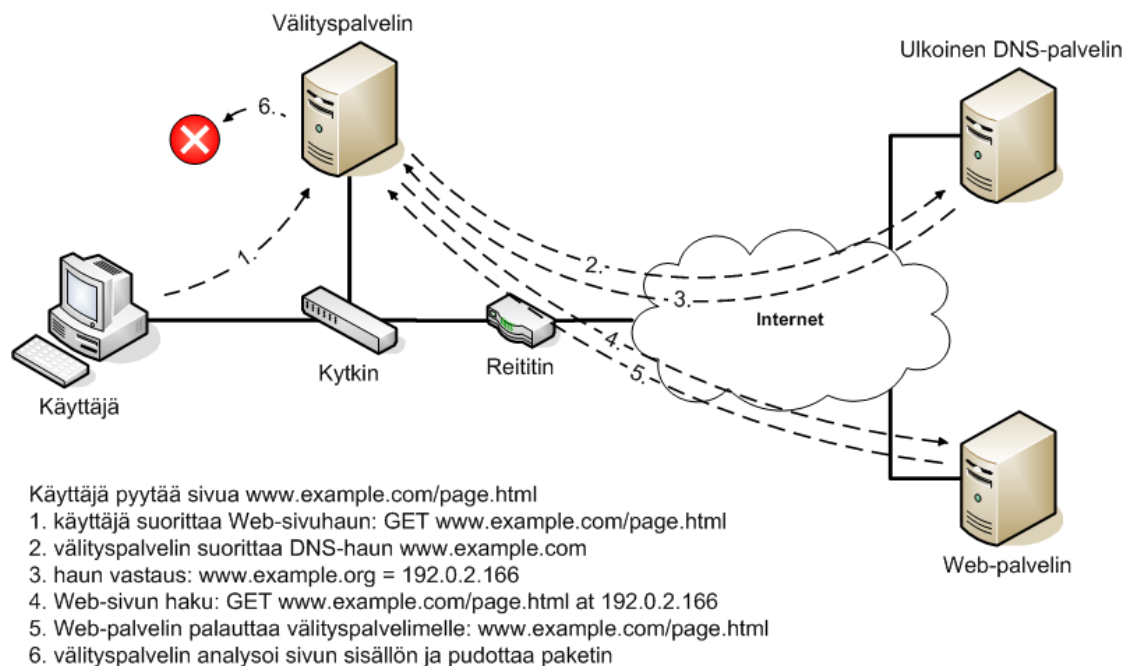 Välityspalvelin
Ulkoinen DNS-palvelin
6.
1.
2.
3.
Internet
4.
5.
Käyttäjä
Kytkin
Reititin
Web-palvelin
Käyttäjä pyytää sivua www.example.com/page.html
1. käyttäjä suorittaa Web-sivuhaun: GET www.example.com/page.html
2. välityspalvelin suorittaa DNS-haun www.example.com
3. haun vastaus: www.example.org = 192.0.2.166
4. Web-sivun haku: GET www.example.com/page.html at 192.0.2.166
5. Web-palvelin palauttaa välityspalvelimelle: www.example.com/page.html
6. välityspalvelin analysoi sivun sisällön ja pudottaa paketin